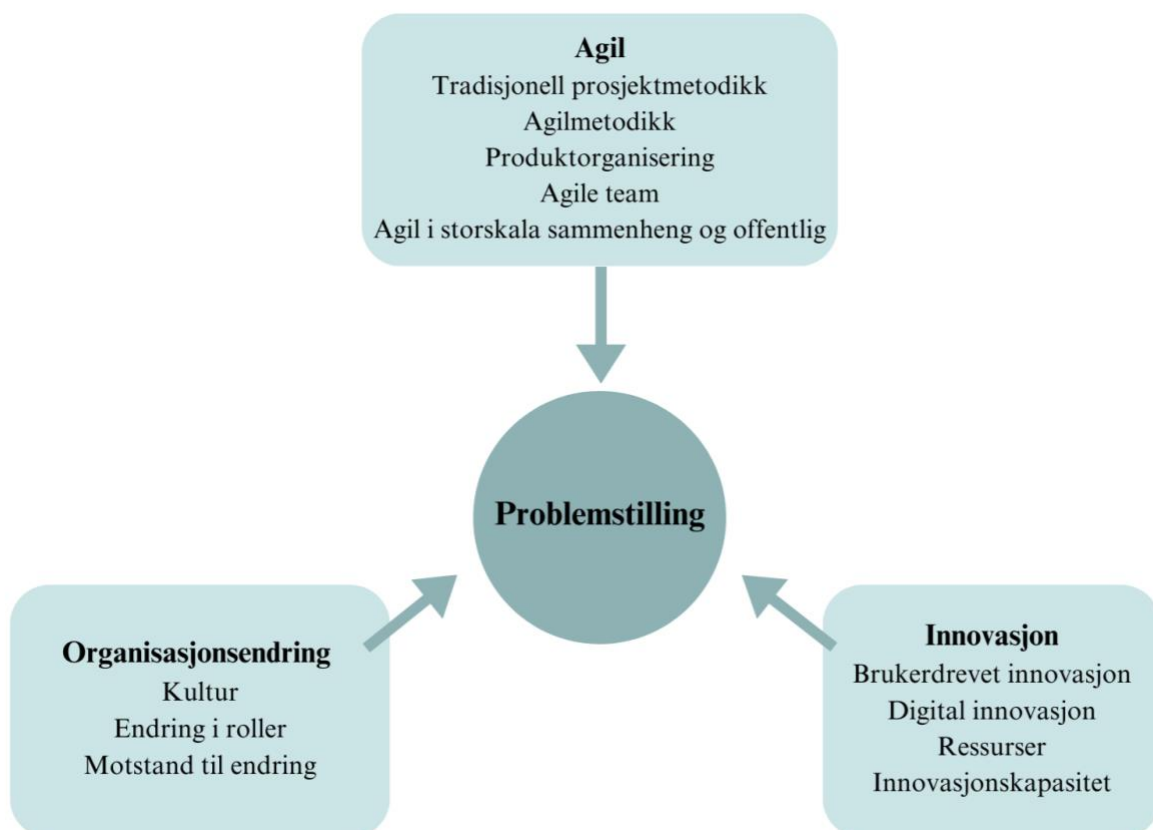 Agil
Tradisjonell prosjektmetodikk
Agilmetodikk
Produktorganisering
Agile team
Agil i storskala sammenheng og offentlig
Problemstilling
Organisasjonsendring
Kultur
Endring i roller
Motstand til endring
Innovasjon
Brukerdrevet innovasjon
Digital innovasjon
Ressurser
Innovasjonskapasitet